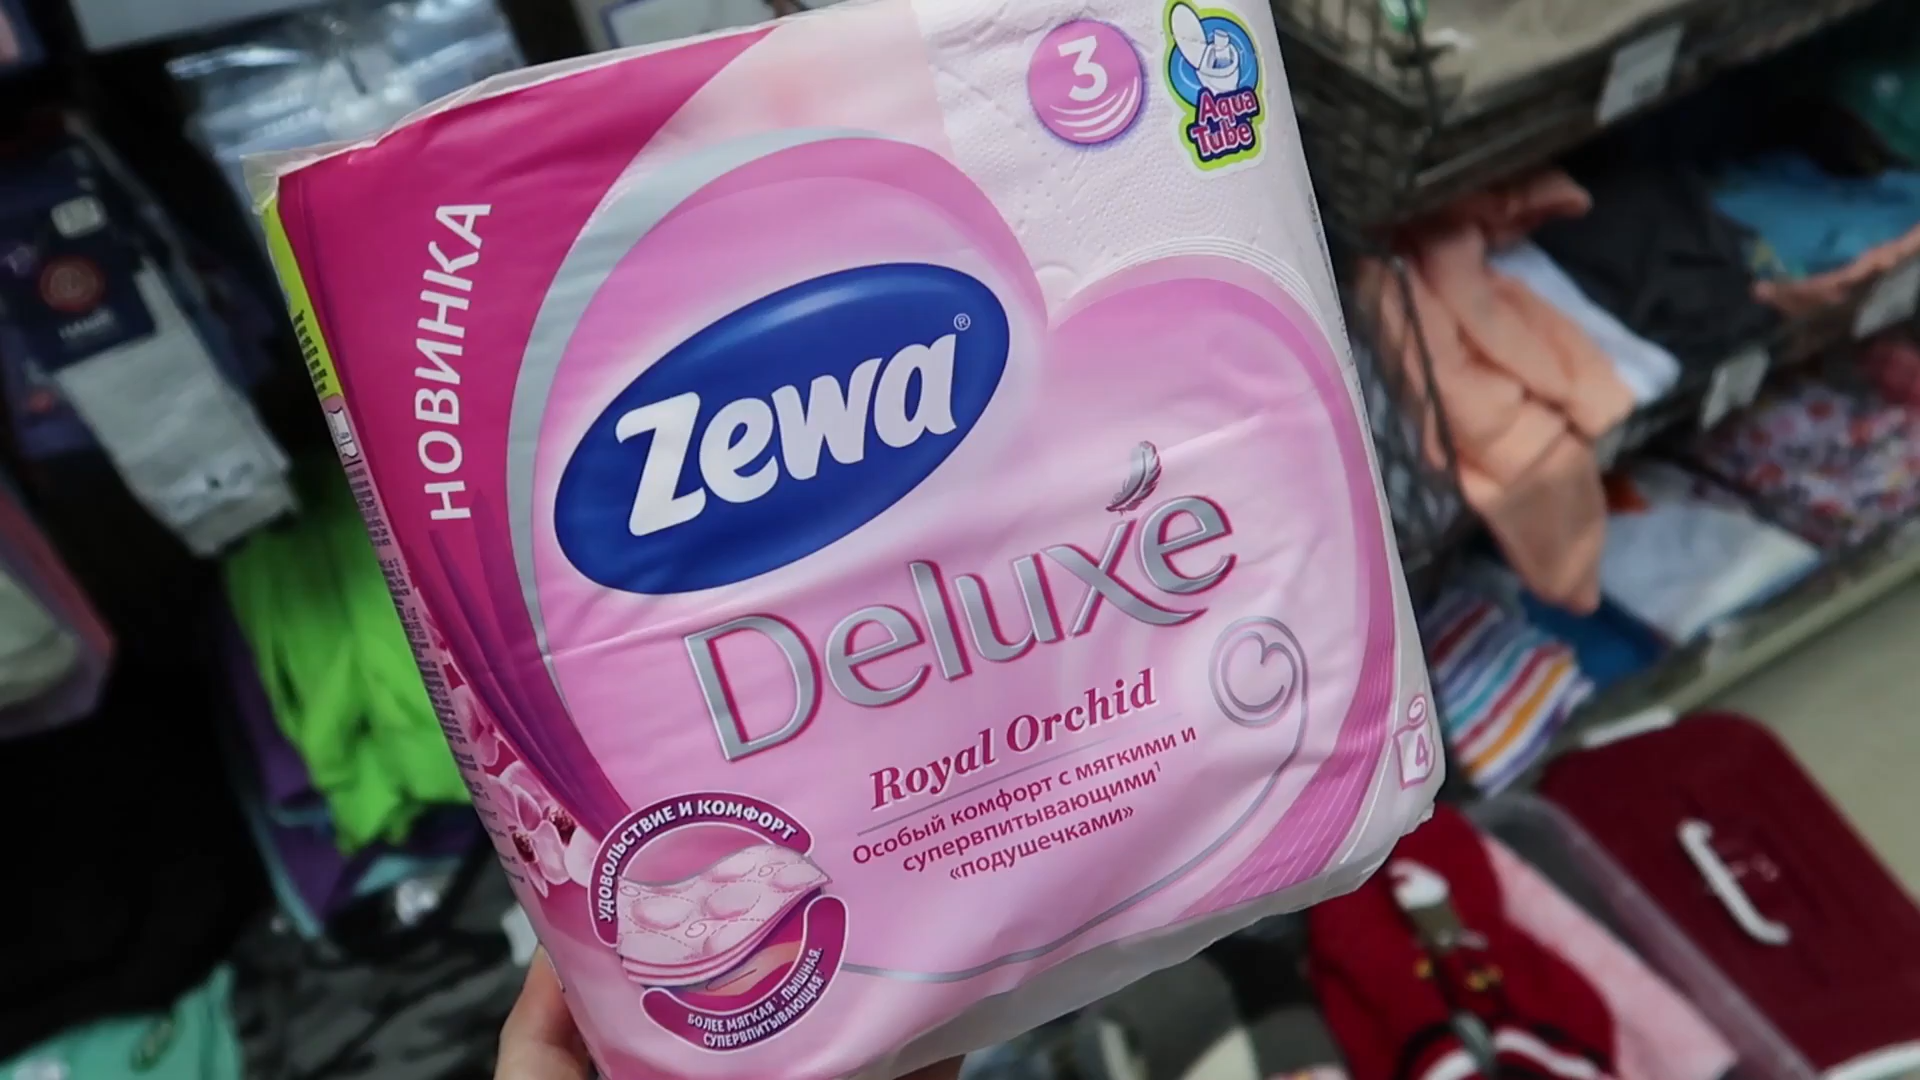 3
Aqua
Tube
НОВИНКА
Zewa®
Deluxe
Royal Orchid
Особый комфорт с мягкими и
супервпитывающими¹
«подушечками»
4
УДОВОЛЬСТВИЕ И КОМФОРТ
БОЛЕЕ МЯГКАЯ¹, ПЫШНАЯ,
СУПЕРВПИТЫВАЮЩАЯ¹